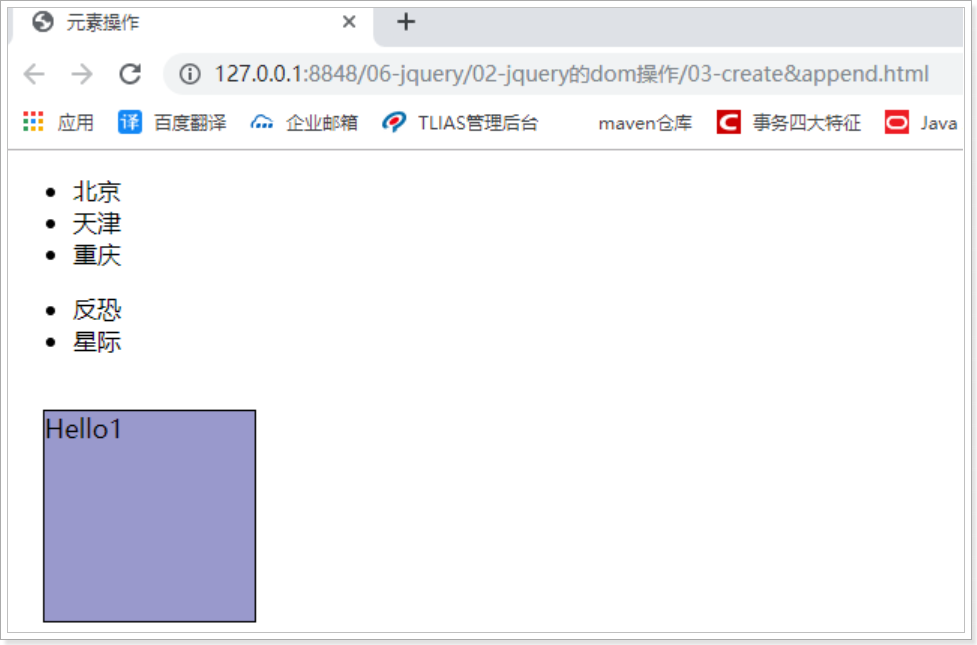 元素操作
127.0.0.1:8848/06-jquery/02-jquery的dom操作/03-create&append.html
应用 译 百度翻译 企业邮箱 TLIAS管理后台 maven仓库 C 事务四大特征 Java
北京
天津
重庆
反恐
星际
Hello1